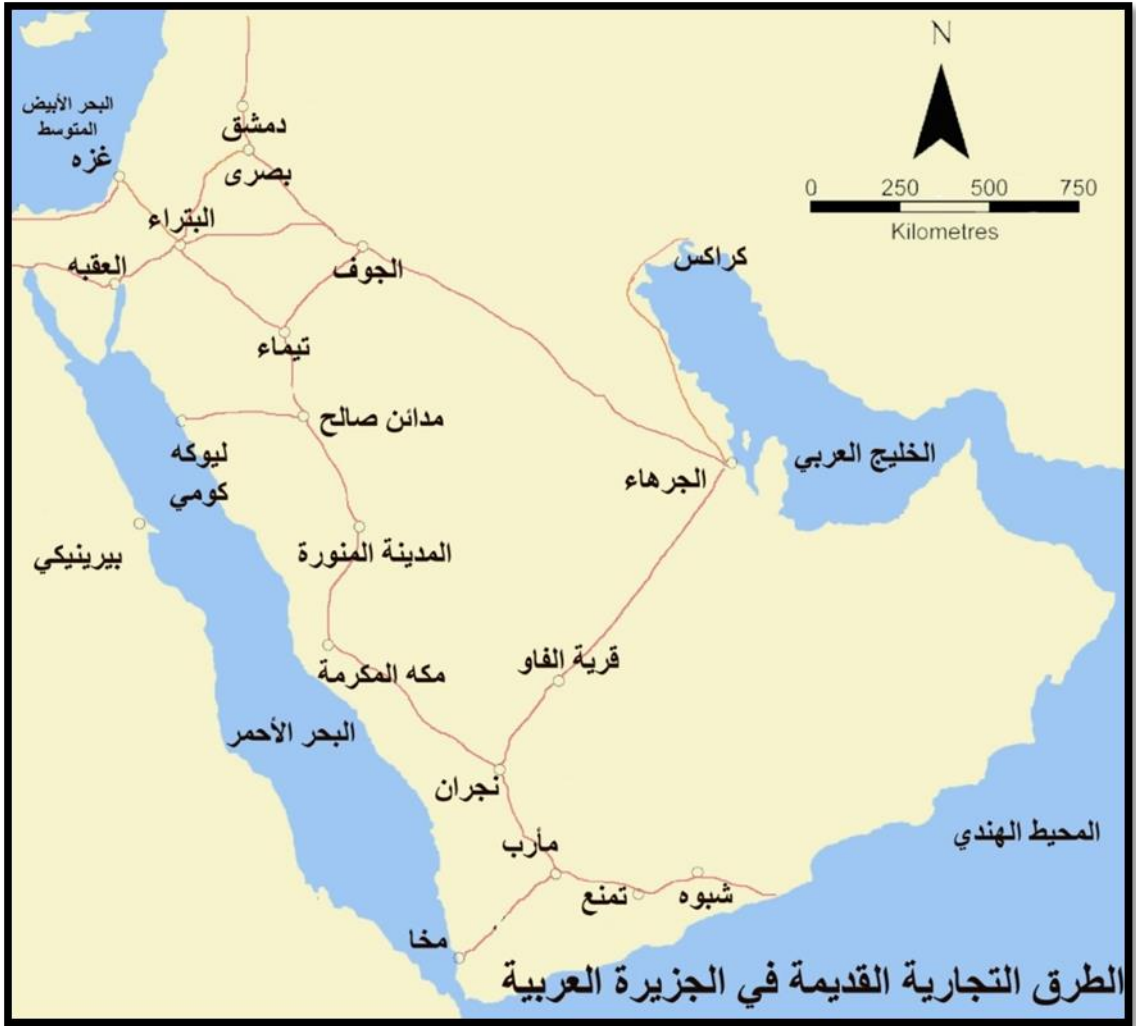 N
0 250 500 750
Kilometres
البحر الأبيض
المتوسط
دمشق
غزه
بصرى
البتراء
العقبه
الجوف
كراكس
تيماء
مدائن صالح
ليوكه
كومي
الخليج العربي
الجرهاء
بيرينيكي
المدينة المنورة
قرية الفاو
مكه المكرمة
البحر الأحمر
نجران
المحيط الهندي
مأرب
تمنع
شبوه
مخا
الطرق التجارية القديمة في الجزيرة العربية